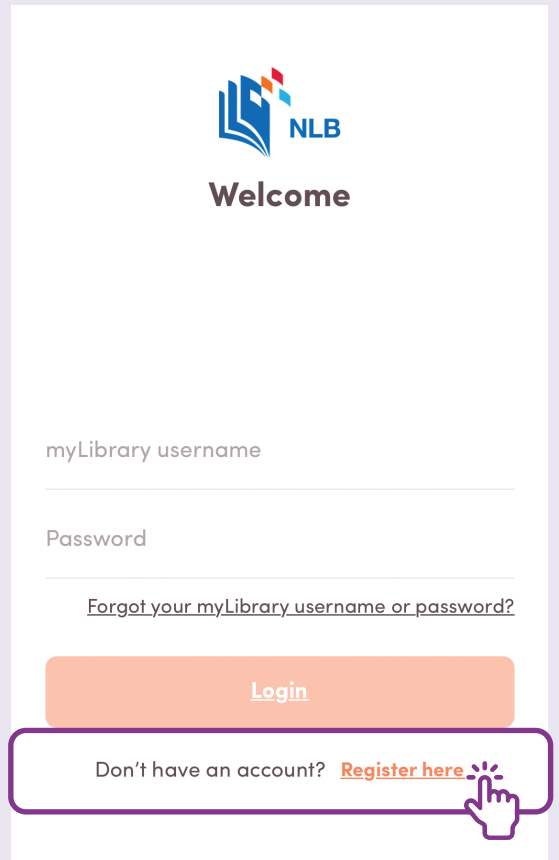 NLB
Welcome
myLibrary username
Password
Forgot your myLibrary username or password?
Login
Don't have an account? Register here